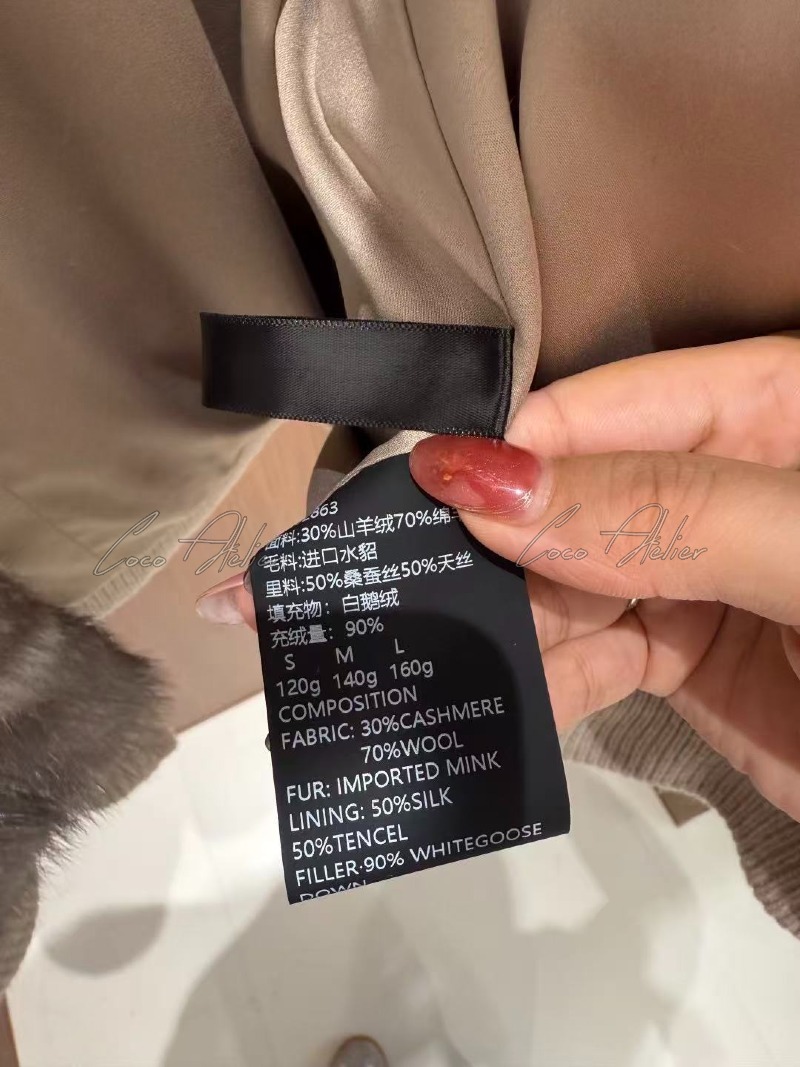 863
面料:30%山羊绒70%绵羊
毛料:进口水貂
里料:50%桑蚕丝50%天丝
填充物：白鹅绒
充绒量：90%
S M L
120g 140g 160g
COMPOSITION
FABRIC: 30%CASHMERE
70%WOOL
FUR: IMPORTED MINK
LINING: 50%SILK
50%TENCEL
FILLER:90% WHITEGOOSE
DOWN
Coco Atelier
Coco Atelier